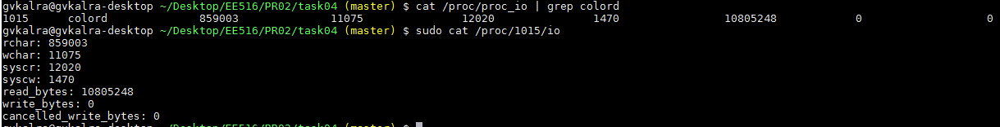 gvkalra@gvkalra-desktop ~/Desktop/EE516/PR02/task04 (master) $ cat /proc/proc_io | grep colord
1015 colord 859003 11075 12020 1470 10805248 0 0
gvkalra@gvkalra-desktop ~/Desktop/EE516/PR02/task04 (master) $ sudo cat /proc/1015/io
rchar: 859003
wchar: 11075
syscr: 12020
syscw: 1470
read_bytes: 10805248
write_bytes: 0
cancelled_write_bytes: 0
gvkalra@gvkalra-desktop ~/Desktop/EE516/PR02/task04 (master) $